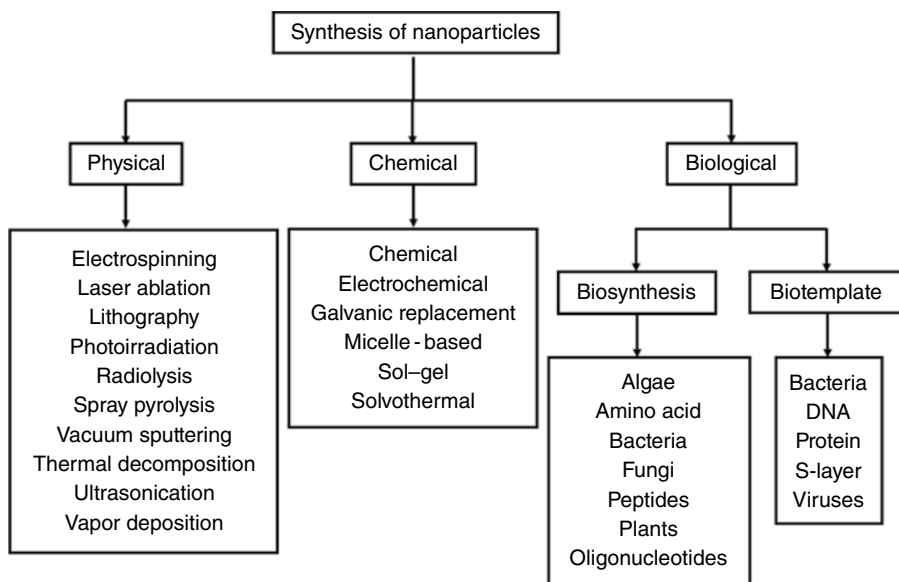 Synthesis of nanoparticles
Physical
Chemical
Biological
Electrospinning
Laser ablation
Lithography
Photoirradiation
Radiolysis
Spray pyrolysis
Vacuum sputtering
Thermal decomposition
Ultrasonication
Vapor deposition
Chemical
Electrochemical
Galvanic replacement
Micelle-based
Sol–gel
Solvothermal
Biosynthesis
Biotemplate
Algae
Amino acid
Bacteria
Fungi
Peptides
Plants
Oligonucleotides
Bacteria
DNA
Protein
S-layer
Viruses